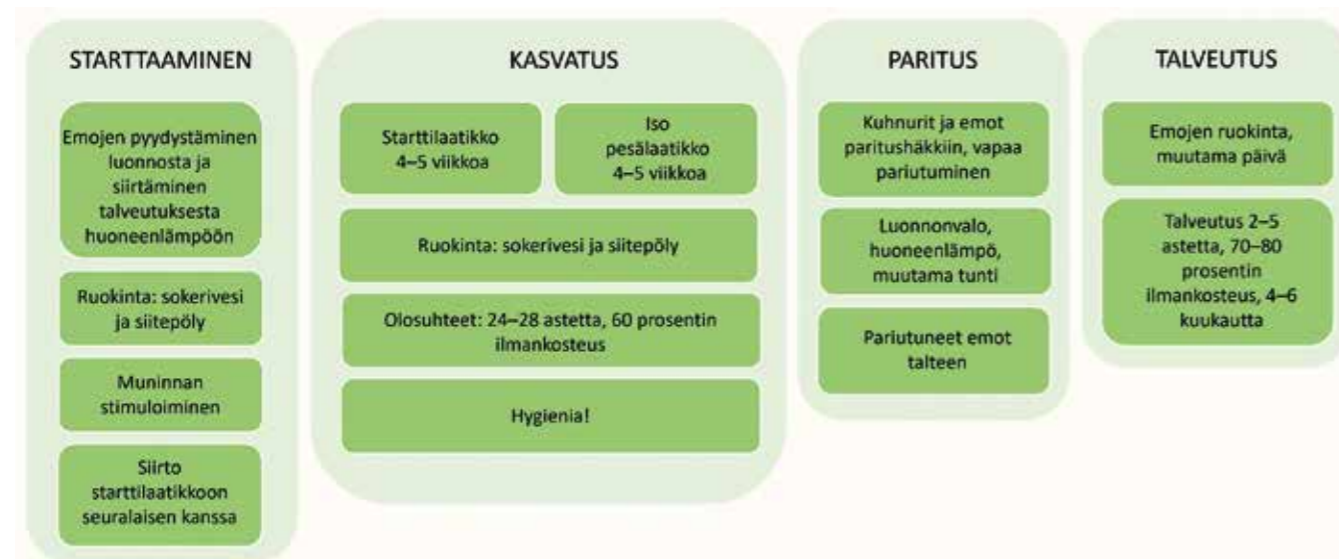 STARTTAAMINEN
Emojen pyydystäminen
luonnosta ja
siirtäminen
talveutuksesta
huoneenlämpöön
Ruokinta: sokerivesi
ja siitepöly
Muninnan
stimuloiminen
Siirto
starttilaatikkoon
seuralaisen kanssa
KASVATUS
Starttilaatikko
4–5 viikkoa
Iso
pesälaatikko
4–5 viikkoa
Ruokinta: sokerivesi ja siitepöly
Olosuhteet: 24–28 astetta, 60 prosentin
ilmankosteus
Hygienia!
PARITUS
Kuhnurit ja emot
paritushäkkiin, vapaa
pariutuminen
Luonnonvalo,
huoneenlämpö,
muutama tunti
Pariutuneet emot
talteen
TALVEUTUS
Emojen ruokinta,
muutama päivä
Talveutus 2–5
astetta, 70–80
prosentin
ilmankosteus, 4–6
kuukautta